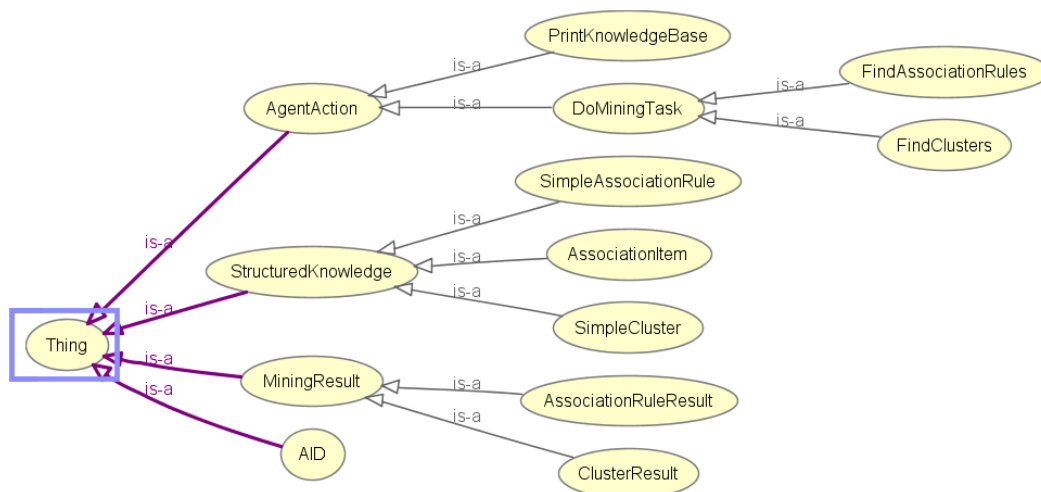 PrintKnowledgeBase
is-a
FindAssociationRules
is-a
AgentAction
is-a
DoMiningTask
is-a
FindClusters
SimpleAssociationRule
is-a
is-a
AssociationItem
StructuredKnowledge
is-a
is-a
is-a
SimpleCluster
Thing
is-a
MiningResult
is-a
AssociationRuleResult
is-a
is-a
AID
ClusterResult